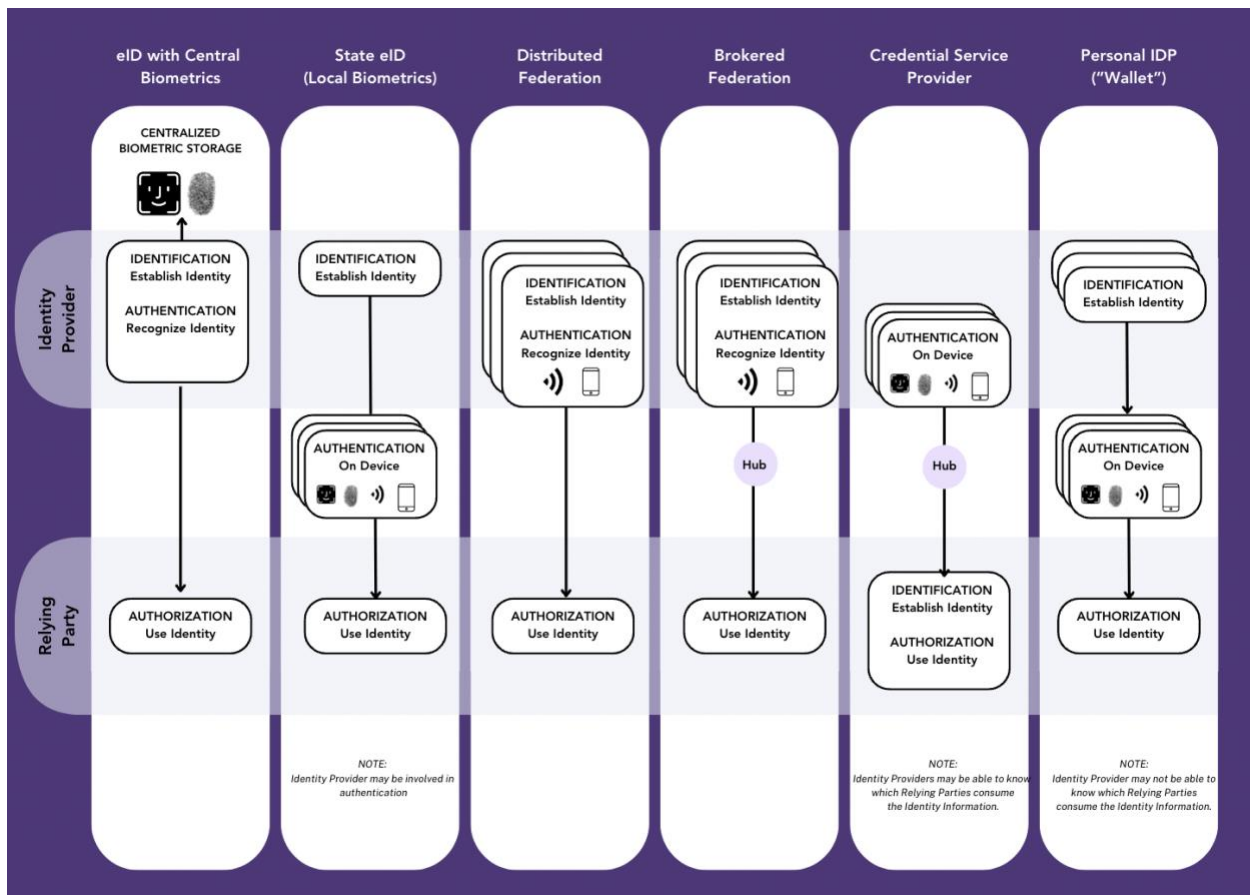 eID with Central
Biometrics
State eID
(Local Biometrics)
Distributed
Federation
Brokered
Federation
Credential Service
Provider
Personal IDP
(“Wallet”)
CENTRALIZED
BIOMETRIC STORAGE
Identity
Provider
IDENTIFICATION
Establish Identity
AUTHENTICATION
Recognize Identity
IDENTIFICATION
Establish Identity
IDENTIFICATION
Establish Identity
AUTHENTICATION
Recognize Identity
IDENTIFICATION
Establish Identity
AUTHENTICATION
Recognize Identity
AUTHENTICATION
On Device
IDENTIFICATION
Establish Identity
AUTHENTICATION
On Device
Hub
Hub
AUTHENTICATION
On Device
Relying
Party
AUTHORIZATION
Use Identity
AUTHORIZATION
Use Identity
AUTHORIZATION
Use Identity
AUTHORIZATION
Use Identity
IDENTIFICATION
Establish Identity
AUTHORIZATION
Use Identity
AUTHORIZATION
Use Identity
NOTE:
Identity Provider may be involved in
authentication
NOTE:
Identity Providers may be able to know
which Relying Parties consume
the Identity Information.
NOTE:
Identity Provider may not be able to
know which Relying Parties
consume the Identity Information.